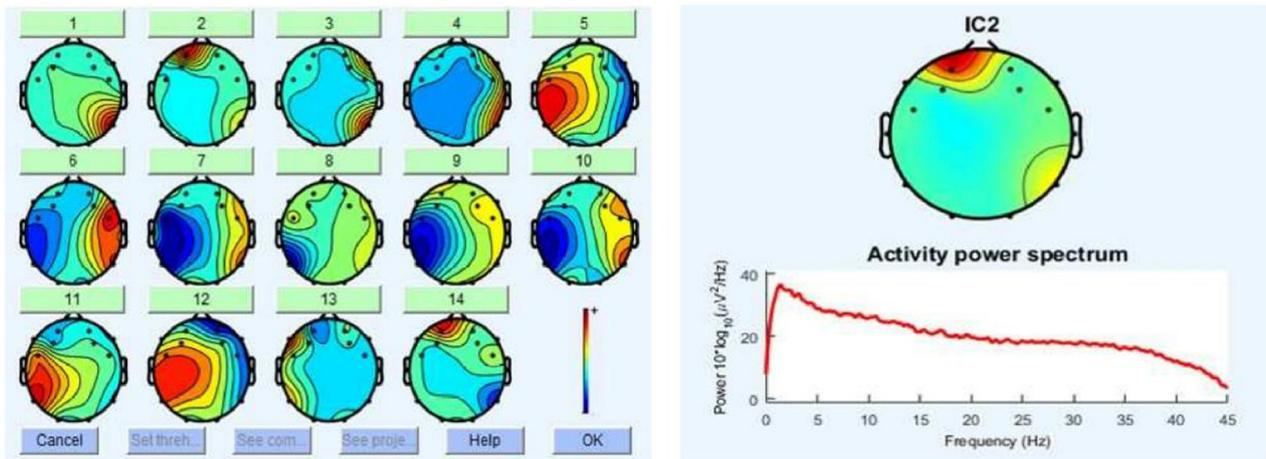 1 2 3 4 5
6 7 8 9 10
11 12 13 14
+
Cancel Set threh... See com... See proje... Help OK
IC2
Activity power spectrum
Power 10*log10(μV2/Hz)
40
20
0
0 5 10 15 20 25 30 35 40 45
Frequency (Hz)